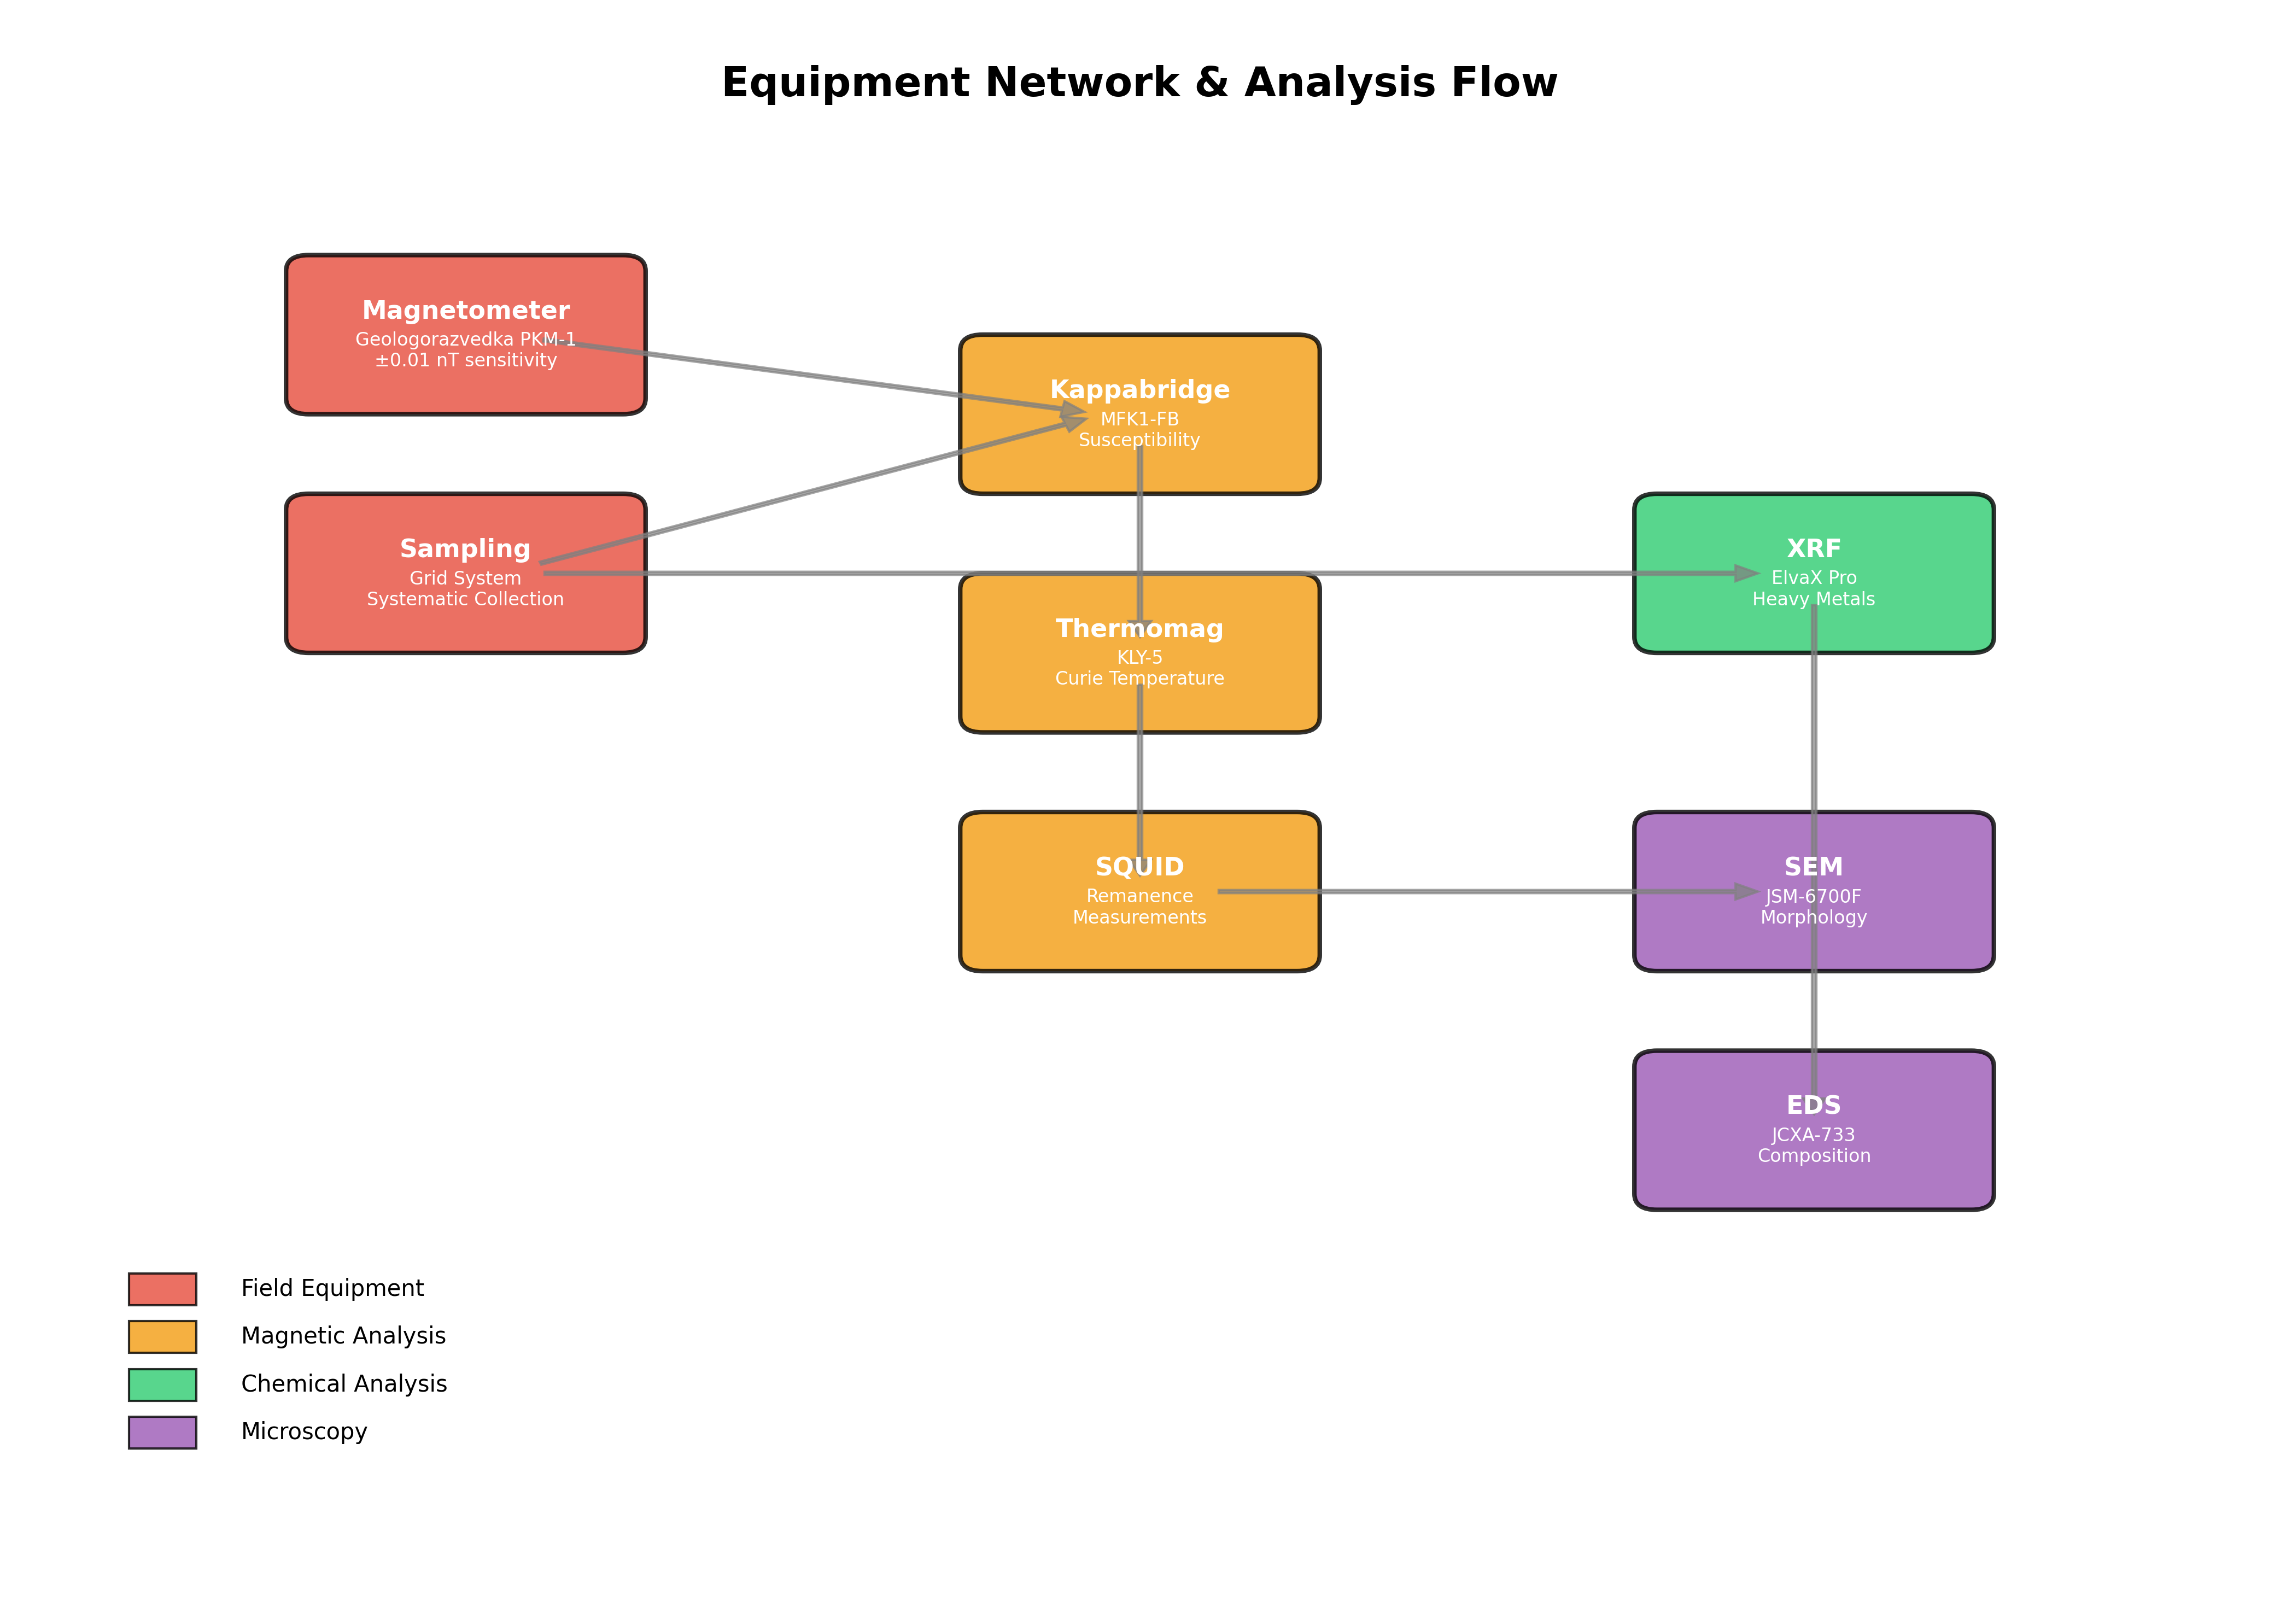 Equipment Network & Analysis Flow
Magnetometer
Geologorazvedka PKM-1
±0.01 nT sensitivity
Kappabridge
MFK1-FB
Susceptibility
Sampling
Grid System
Systematic Collection
XRF
ElvaX Pro
Heavy Metals
Thermomag
KLY-5
Curie Temperature
SQUID
Remanence
Measurements
SEM
JSM-6700F
Morphology
EDS
JCXA-733
Composition
Field Equipment
Magnetic Analysis
Chemical Analysis
Microscopy